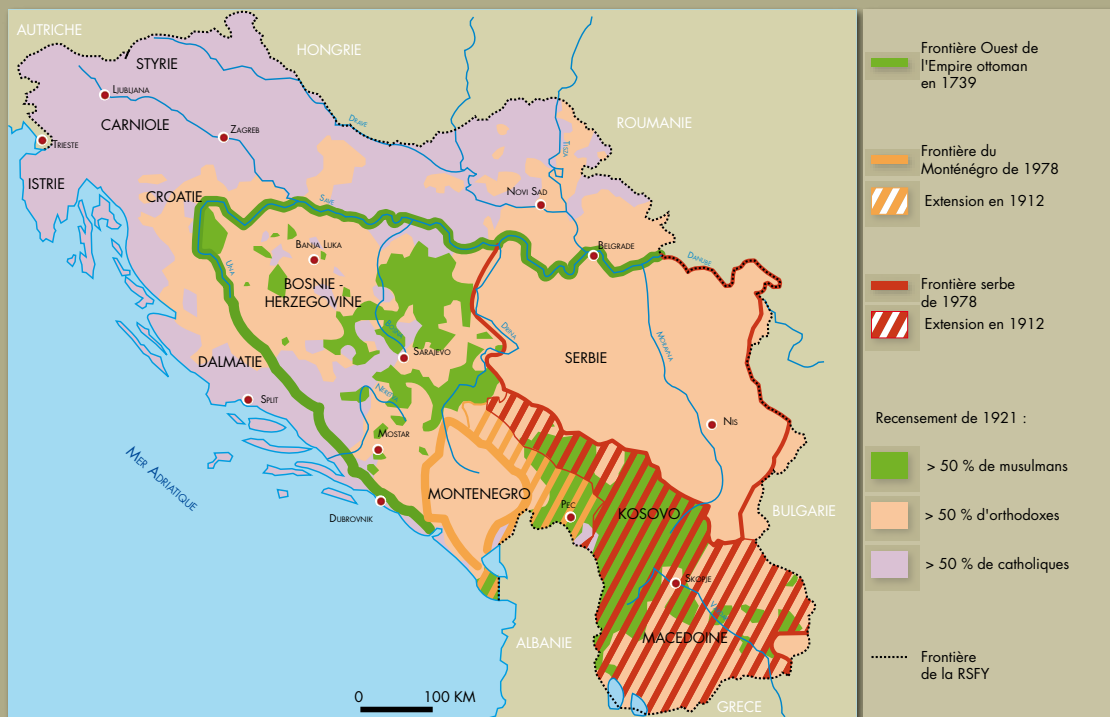 AUTRICHE
HONGRIE
STYRIE
LJUBLJANA
CARNIOLE
ZAGREB
DRAVE
ROUMANIE
TRIESTE
TISZA
ISTRIE
NOVI SAD
CROATIE
SAVE
BANJA LUKA
BELGRADE
DANUBE
UNA
BOSNIE -
HERZEGOVINE
BOSNA
DRINA
MORAVA
SARAJEVO
SERBIE
DALMATIE
NERETVA
SPLIT
NIS
MOSTAR
MER ADRIATIQUE
MONTENEGRO
PEC
KOSOVO
BULGARIE
DUBROVNIK
SKOPJE
ALBANIE
MACEDOINE
0 100 KM
GRECE
Frontière Ouest de
l'Empire ottoman
en 1739
Frontière du
Monténégro de 1978
Extension en 1912
Frontière serbe
de 1978
Extension en 1912
Recensement de 1921 :
> 50 % de musulmans
> 50 % d'orthodoxes
> 50 % de catholiques
Frontière
de la RSFY